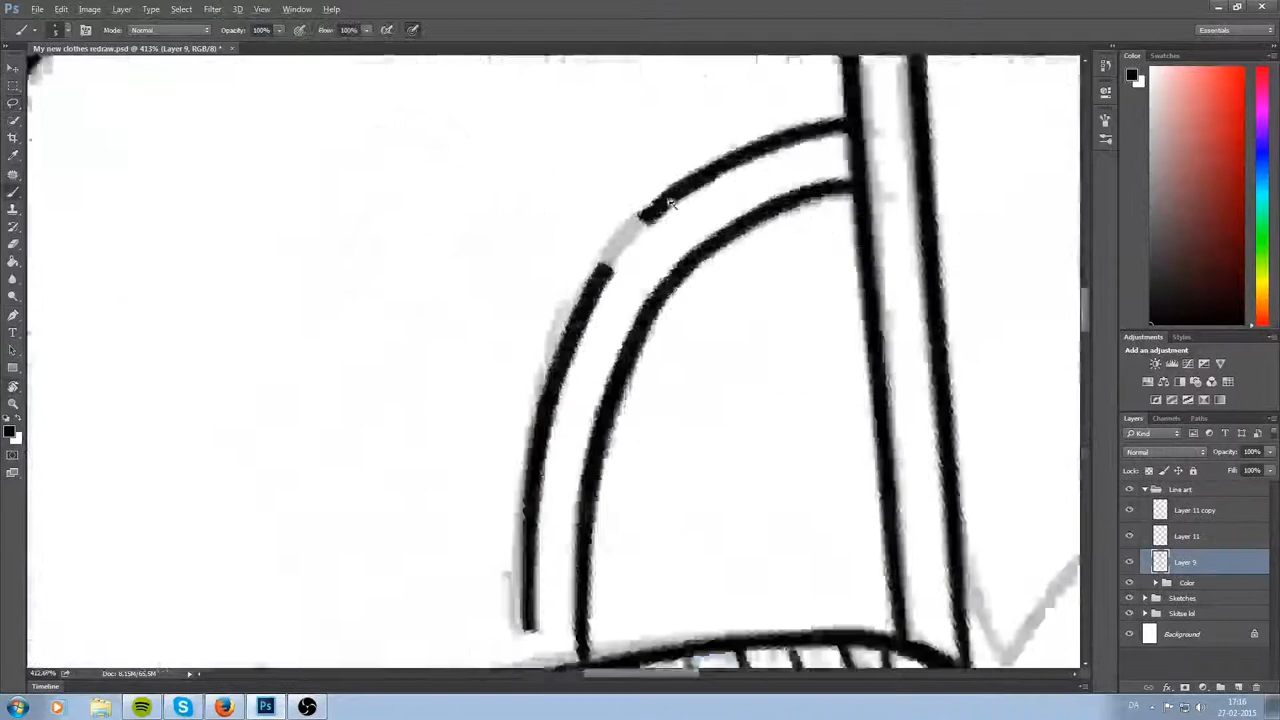 Ps File Edit Image Layer Type Select Filter 3D View Window Help
5 Mode: Normal Opacity: 100% Flow: 100% Essentials
My new clothes redraw.psd @ 413% (Layer 9, RGB/8) * ×
Color Swatches
Adjustments Styles
Add an adjustment
Layers Channels Paths
Kind
Normal Opacity: 100%
Lock: Fill: 100%
Line art
Layer 11 copy
Layer 11
Layer 9
Color
Sketches
Skitse lol
Background
412,69% Doc: 8,15M/65,5M
Timeline
DA 17:16
27-02-2015